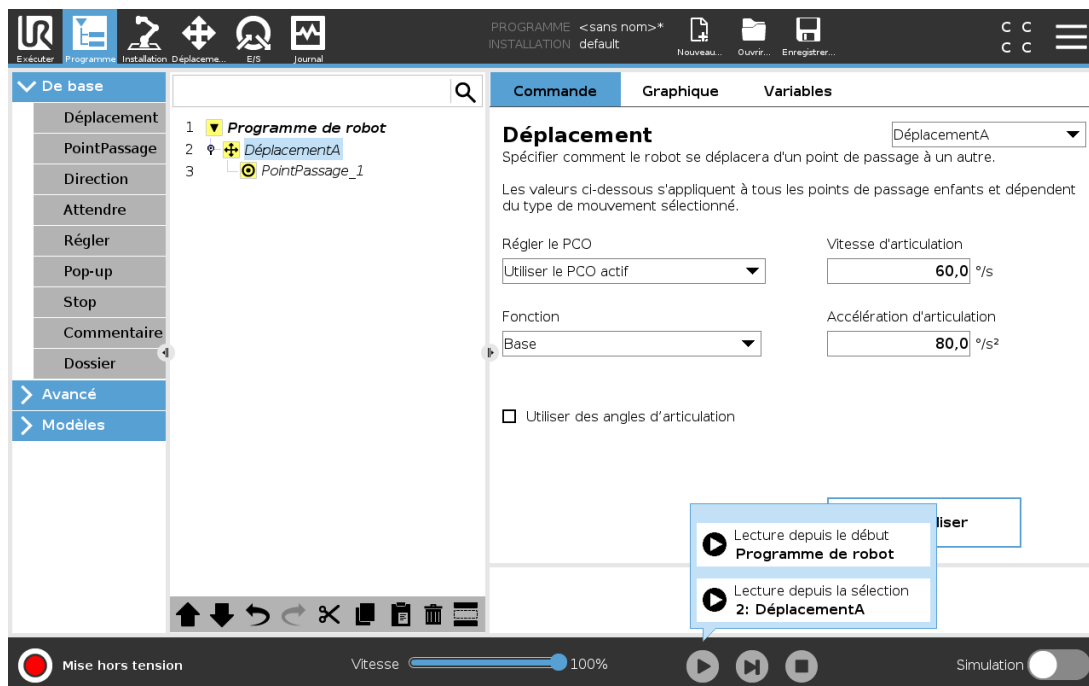 PROGRAMME <sans nom>*
INSTALLATION default
Exécuter Programme Installation Déplaceme... E/S Journal Nouveau... Ouvrir... Enregistrer...
C C
C C
De base
Déplacement
PointPassage
Direction
Attendre
Régler
Pop-up
Stop
Commentaire
Dossier
Avancé
Modèles
1 Programme de robot
2 DéplacementA
3 PointPassage_1
Commande Graphique Variables
Déplacement DéplacementA
Spécifier comment le robot se déplacera d'un point de passage à un autre.
Les valeurs ci-dessous s'appliquent à tous les points de passage enfants et dépendent
du type de mouvement sélectionné.
Régler le PCO Vitesse d'articulation
Utiliser le PCO actif 60,0 °/s
Fonction Accélération d'articulation
Base 80,0 °/s²
Utiliser des angles d'articulation
Lecture depuis le début
Programme de robot
Lecture depuis la sélection
2: DéplacementA
Mise hors tension Vitesse 100% Simulation